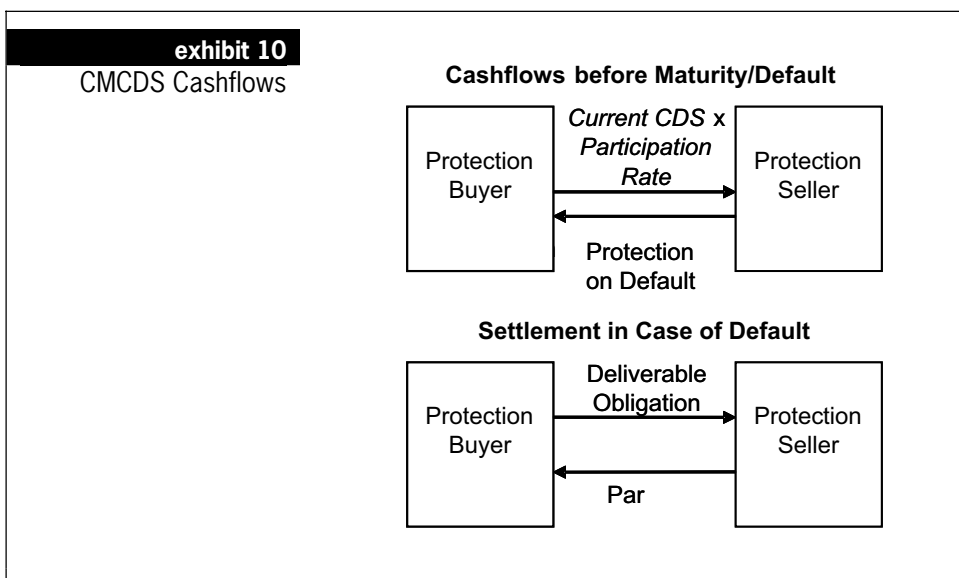 exhibit 10
CMCDS Cashflows
Cashflows before Maturity/Default
Protection
Buyer
Current CDS x
Participation
Rate
Protection
Seller
Protection
on Default
Settlement in Case of Default
Protection
Buyer
Deliverable
Obligation
Protection
Seller
Par